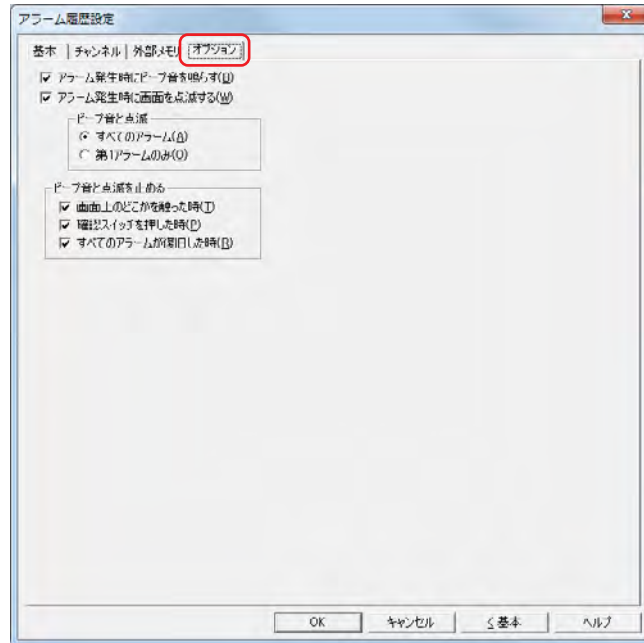 アラーム履歴設定
基本 チャンネル 外部メモリ オプション
アラーム発生時にビープ音を鳴らす(U)
アラーム発生時に画面を点滅する(W)
ビープ音と点滅
すべてのアラーム(A)
第1アラームのみ(O)
ビープ音と点滅を止める
画面上のどこかを触った時(T)
確認スイッチを押した時(P)
すべてのアラームが復旧した時(R)
OK キャンセル < 基本 ヘルプ